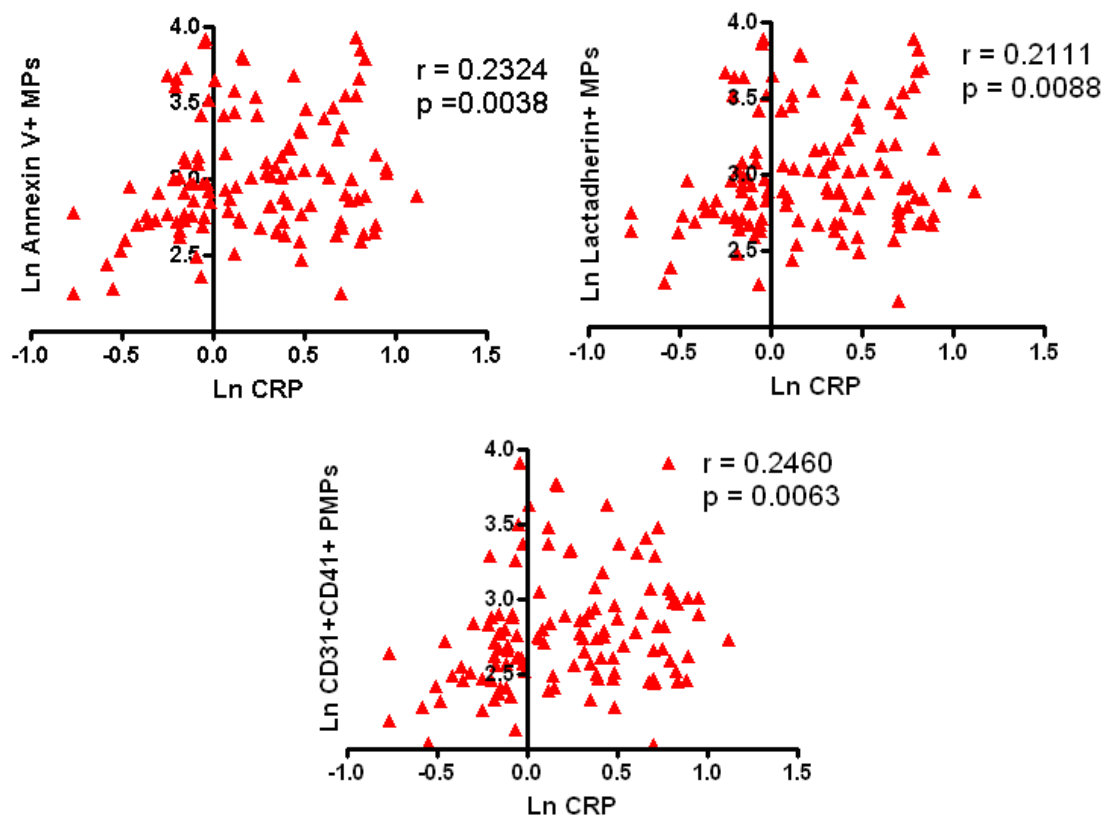 4.0
3.5
3.0
2.5
-1.0 -0.5 0.0 0.5 1.0 1.5
Ln CRP
Ln Annexin V+ MPs
r = 0.2324
p =0.0038
4.0
3.5
3.0
2.5
-1.0 -0.5 0.0 0.5 1.0 1.5
Ln CRP
Ln Lactadherin+ MPs
r = 0.2111
p = 0.0088
4.0
3.5
3.0
2.5
-1.0 -0.5 0.0 0.5 1.0 1.5
Ln CRP
Ln CD31+CD41+ PMPs
r = 0.2460
p = 0.0063